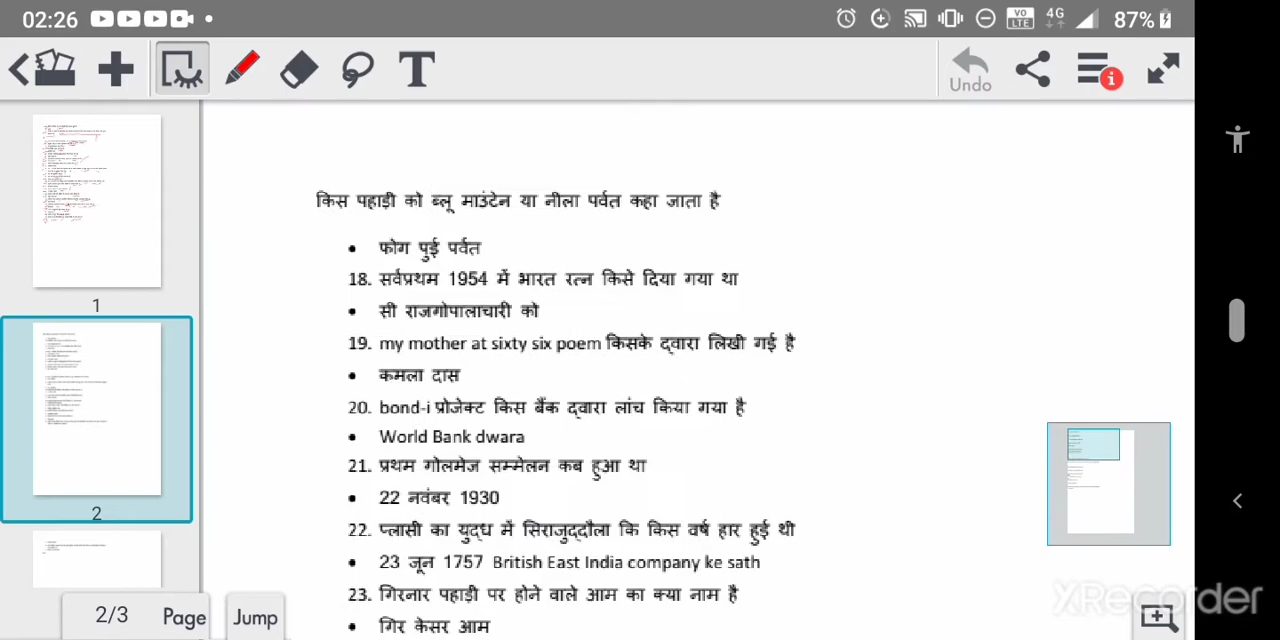 02:26
VO LTE 4G 87%
T
Undo
किस पहाड़ी को ब्लू माउंटेन या नीला पर्वत कहा जाता है
• फोग पुई पर्वत
18. सर्वप्रथम 1954 में भारत रत्न किसे दिया गया था
• सी राजगोपालाचारी को
19. my mother at sixty six poem किसके द्वारा लिखी गई है
• कमला दास
20. bond-i प्रोजेक्ट किस बैंक द्वारा लांच किया गया है
• World Bank dwara
21. प्रथम गोलमेज सम्मेलन कब हुआ था
• 22 नवंबर 1930
22. प्लासी का युद्ध में सिराजुद्दौला कि किस वर्ष हार हुई थी
• 23 जून 1757 British East India company ke sath
23. गिरनार पहाड़ी पर होने वाले आम का क्या नाम है
• गिर केसर आम
1
2
2/3 Page Jump
XRecorder